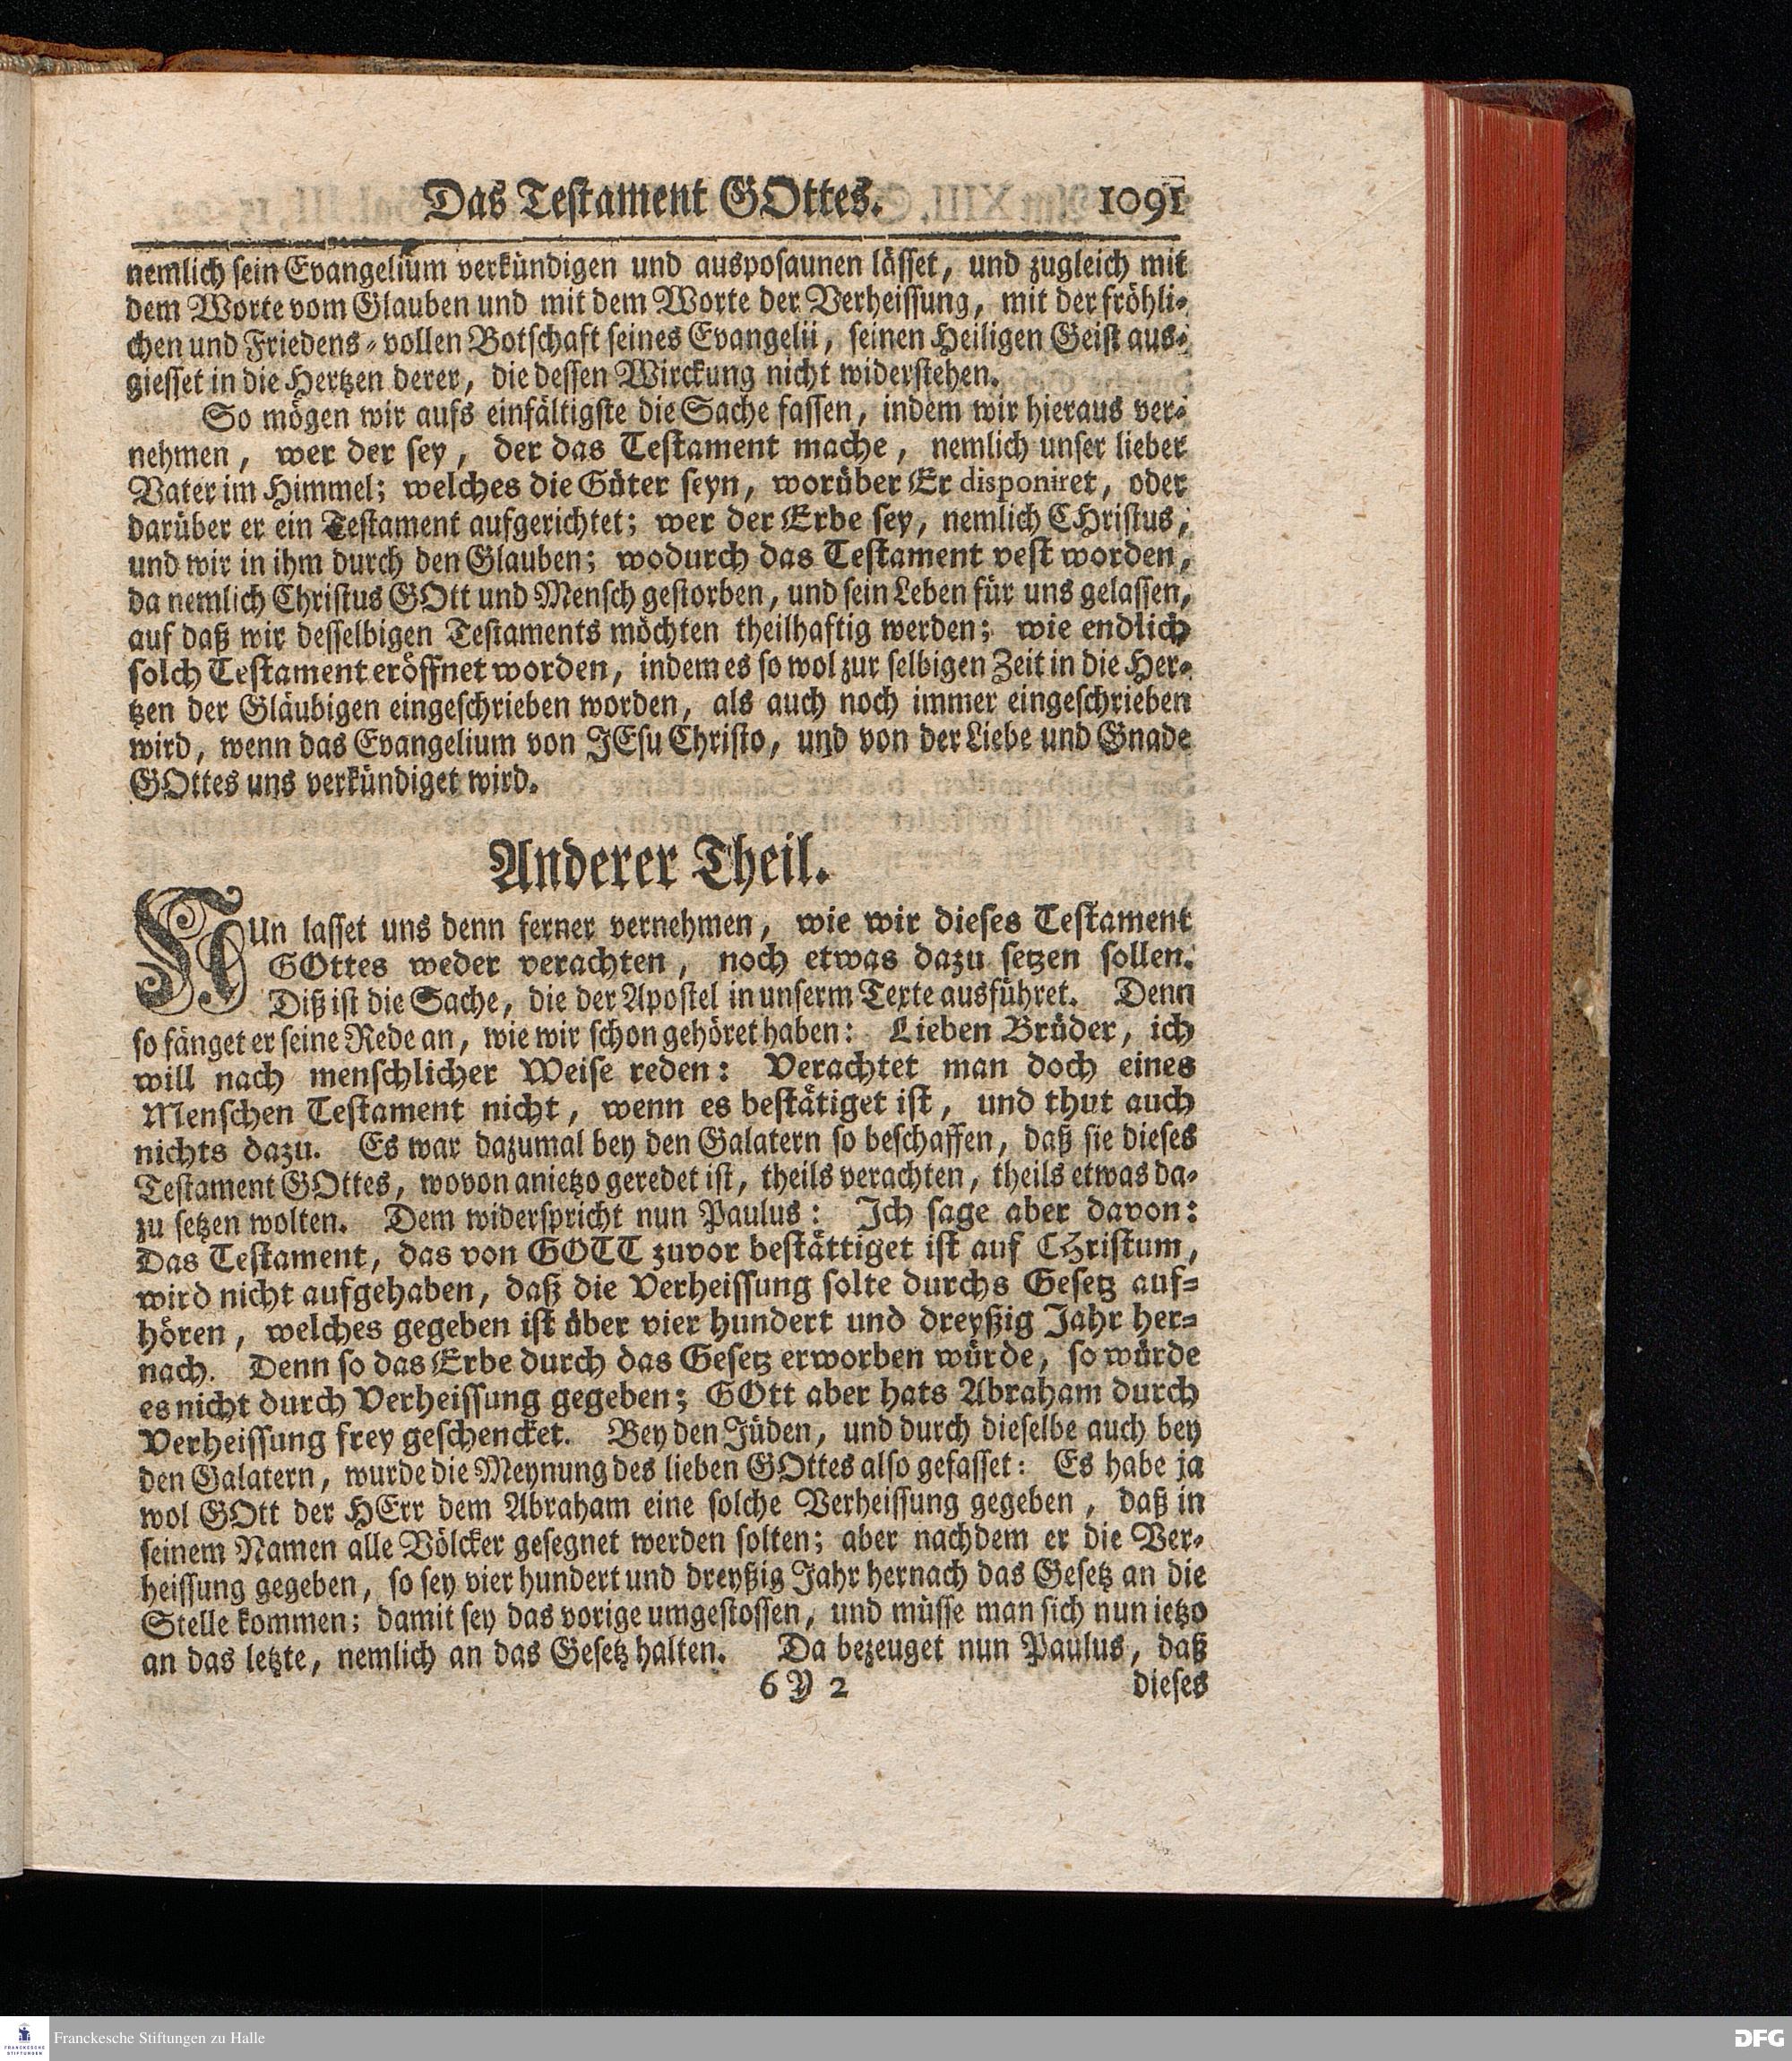 Das Testament GOttes. 1091
nemlich sein Evangelium verkündigen und ausposaunen lässet, und zugleich mit
dem Worte vom Glauben und mit dem Worte der Verheissung, mit der fröhli-
chen und Friedens-vollen Botschaft seines Evangelii, seinen Heiligen Geist aus-
giesset in die Hertzen derer, die dessen Wirckung nicht widerstehen.
So mögen wir aufs einfältigste die Sache fassen, indem wir hieraus ver-
nehmen, wer der sey, der das Testament mache, nemlich unser lieber
Vater im Himmel; welches die Güter seyn, worüber Er disponiret, oder
darüber er ein Testament aufgerichtet; wer der Erbe sey, nemlich CHristus,
und wir in ihm durch den Glauben; wodurch das Testament vest worden,
da nemlich Christus GOtt und Mensch gestorben, und sein Leben für uns gelassen,
auf daß wir desselbigen Testaments möchten theilhaftig werden; wie endlich
solch Testament eröffnet worden, indem es so wol zur selbigen Zeit in die Her-
tzen der Gläubigen eingeschrieben worden, als auch noch immer eingeschrieben
wird, wenn das Evangelium von JEsu Christo, und von der Liebe und Gnade
GOttes uns verkündiget wird.
Anderer Theil.
NUn lasset uns denn ferner vernehmen, wie wir dieses Testament
GOttes weder verachten, noch etwas dazu setzen sollen.
Diß ist die Sache, die der Apostel in unserm Texte ausführet. Denn
so fänget er seine Rede an, wie wir schon gehöret haben: Lieben Brüder, ich
will nach menschlicher Weise reden: Verachtet man doch eines
Menschen Testament nicht, wenn es bestätiget ist, und thut auch
nichts dazu. Es war dazumal bey den Galatern so beschaffen, daß sie dieses
Testament GOttes, wovon anietzo geredet ist, theils verachten, theils etwas da-
zu setzen wolten. Dem widerspricht nun Paulus: Ich sage aber davon:
Das Testament, das von GOTT zuvor bestättiget ist auf CHristum,
wird nicht aufgehaben, daß die Verheissung solte durchs Gesetz auf-
hören, welches gegeben ist über vier hundert und dreyßig Jahr her-
nach. Denn so das Erbe durch das Gesetz erworben würde, so würde
es nicht durch Verheissung gegeben; GOtt aber hats Abraham durch
Verheissung frey geschencket. Bey den Jüden, und durch dieselbe auch bey
den Galatern, wurde die Meynung des lieben GOttes also gefasset: Es habe ja
wol GOtt der HErr dem Abraham eine solche Verheissung gegeben, daß in
seinem Namen alle Völcker gesegnet werden solten; aber nachdem er die Ver-
heissung gegeben, so sey vier hundert und dreyßig Jahr hernach das Gesetz an die
Stelle kommen; damit sey das vorige umgestossen, und müsse man sich nun ietzo
an das letzte, nemlich an das Gesetz halten. Da bezeuget nun Paulus, daß
6 Y 2 dieses
Franckesche Stiftungen zu Halle
DFG